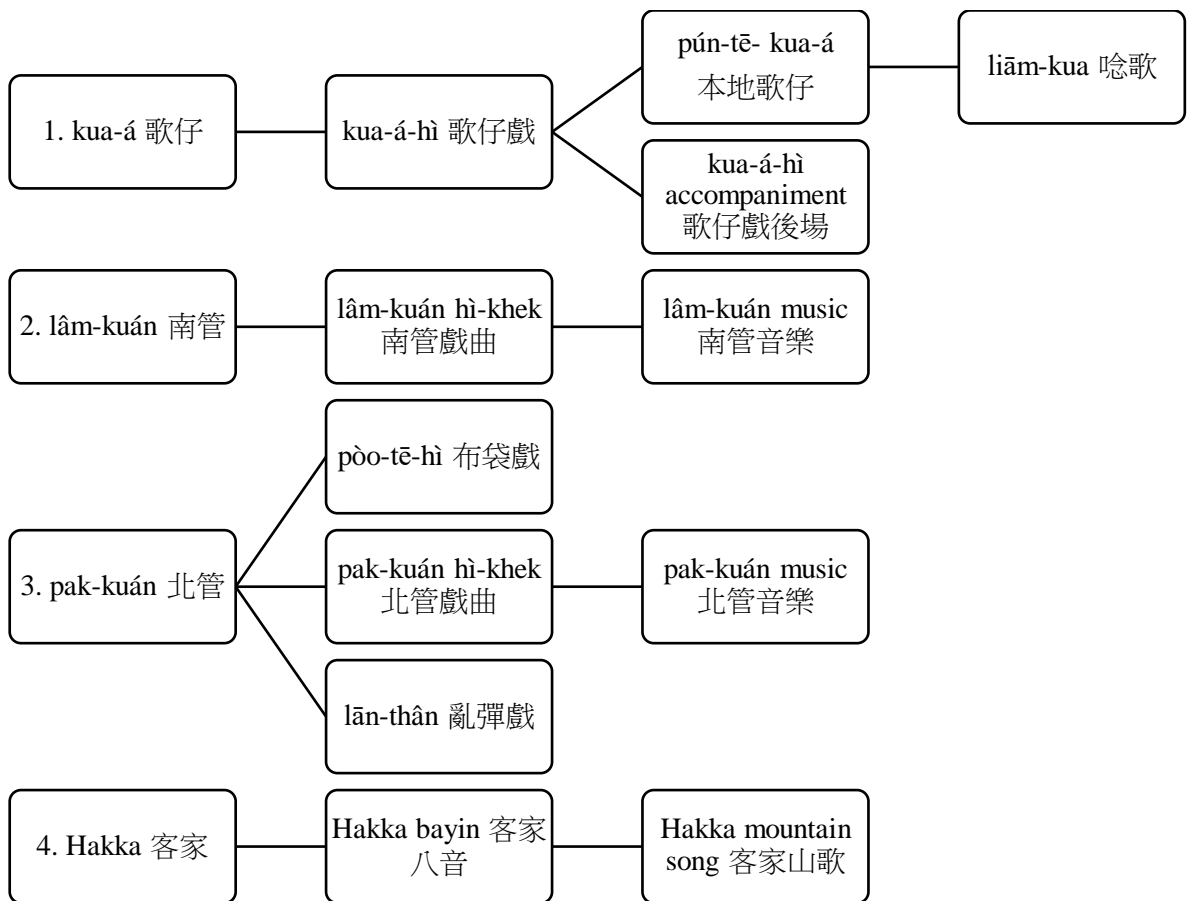 1. kua-á 歌仔
kua-á-hì 歌仔戲
pún-tē- kua-á
本地歌仔
liām-kua 唸歌
kua-á-hì
accompaniment
歌仔戲後場
2. lâm-kuán 南管
lâm-kuán hì-khek
南管戲曲
lâm-kuán music
南管音樂
3. pak-kuán 北管
pòo-tē-hì 布袋戲
pak-kuán hì-khek
北管戲曲
pak-kuán music
北管音樂
lān-thân 亂彈戲
4. Hakka 客家
Hakka bayin 客家
八音
Hakka mountain
song 客家山歌